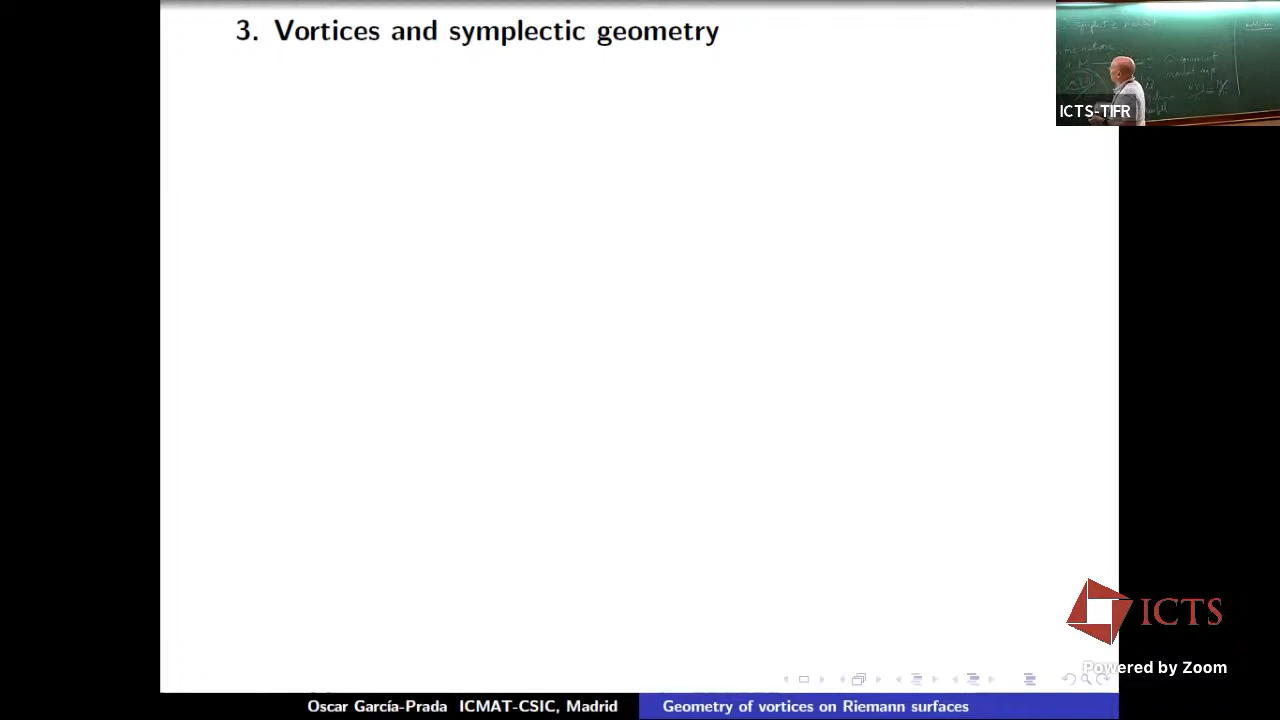 3. Vortices and symplectic geometry
ICTS-TIFR
ICTS
Powered by Zoom
Oscar García-Prada ICMAT-CSIC, Madrid
Geometry of vortices on Riemann surfaces